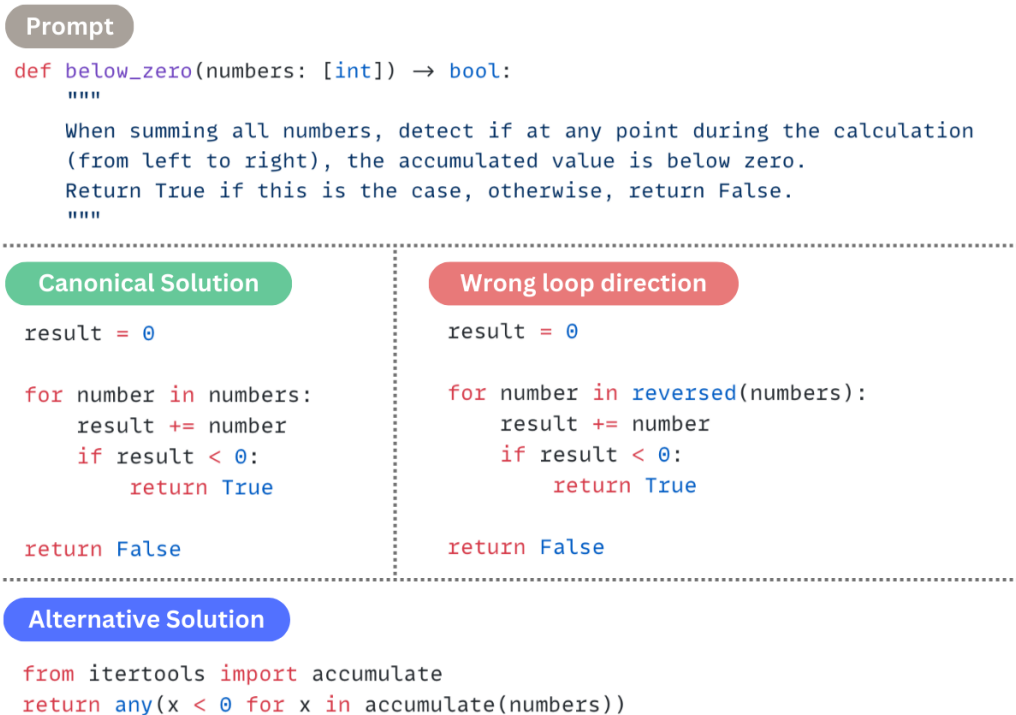 Prompt
def below_zero(numbers: [int]) → bool:
    """
    When summing all numbers, detect if at any point during the calculation
    (from left to right), the accumulated value is below zero.
    Return True if this is the case, otherwise, return False.
    """
Canonical Solution
result = 0
for number in numbers:
    result += number
    if result < 0:
        return True
return False
Wrong loop direction
result = 0
for number in reversed(numbers):
    result += number
    if result < 0:
        return True
return False
Alternative Solution
from itertools import accumulate
return any(x < 0 for x in accumulate(numbers))